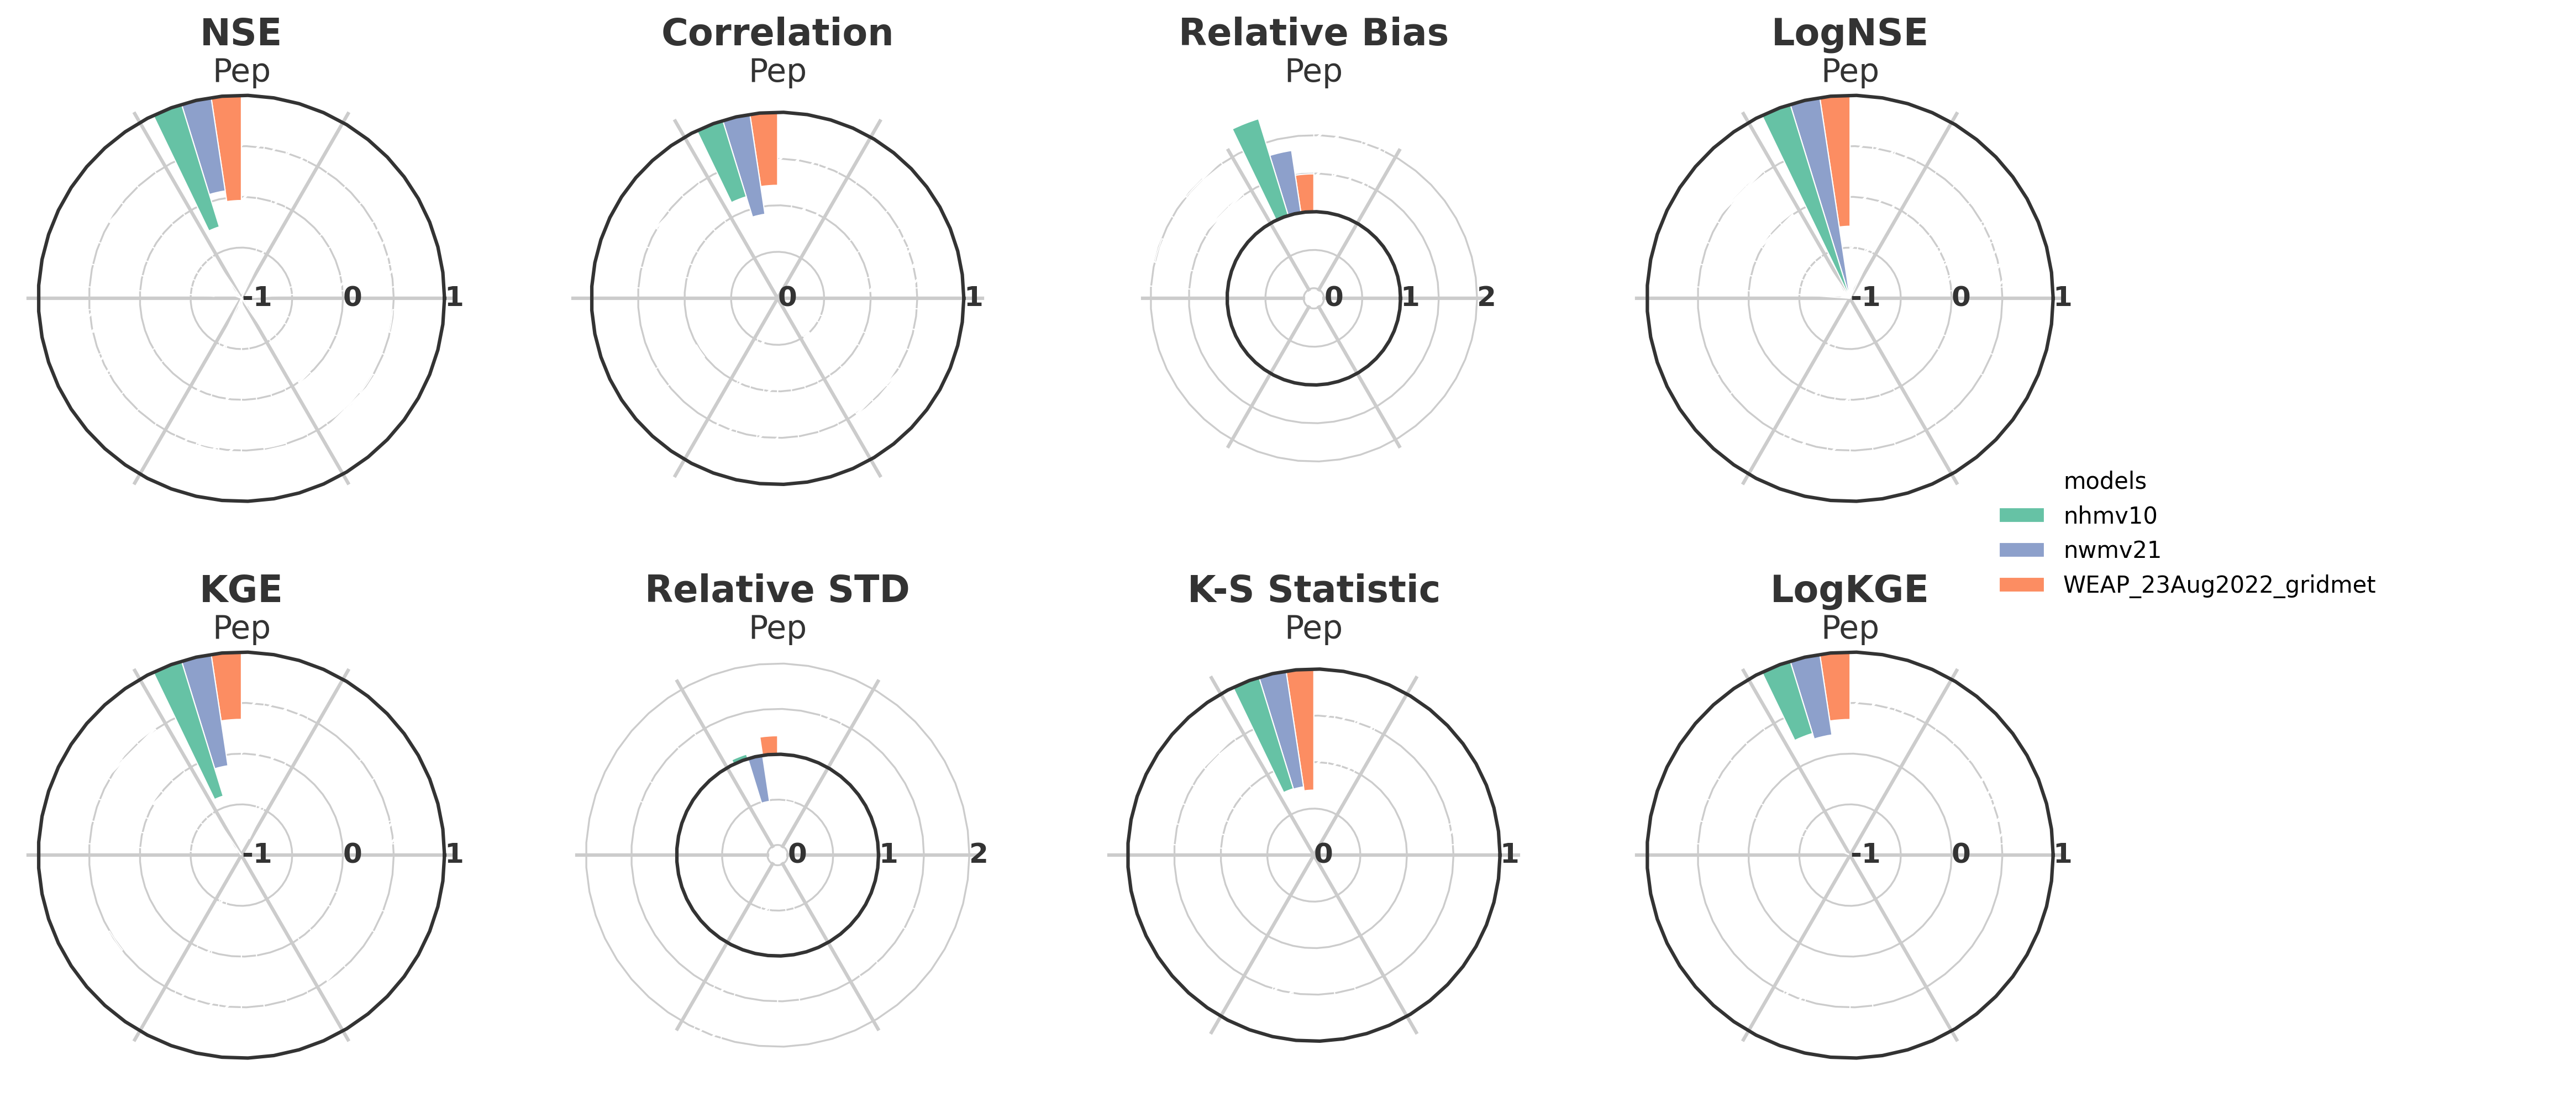 NSE
Pep
-1
0
1
Correlation
Pep
0
1
Relative Bias
Pep
0
1
2
LogNSE
Pep
-1
0
1
models
nhmv10
nwmv21
WEAP_23Aug2022_gridmet
KGE
Pep
-1
0
1
Relative STD
Pep
0
1
2
K-S Statistic
Pep
0
1
LogKGE
Pep
-1
0
1